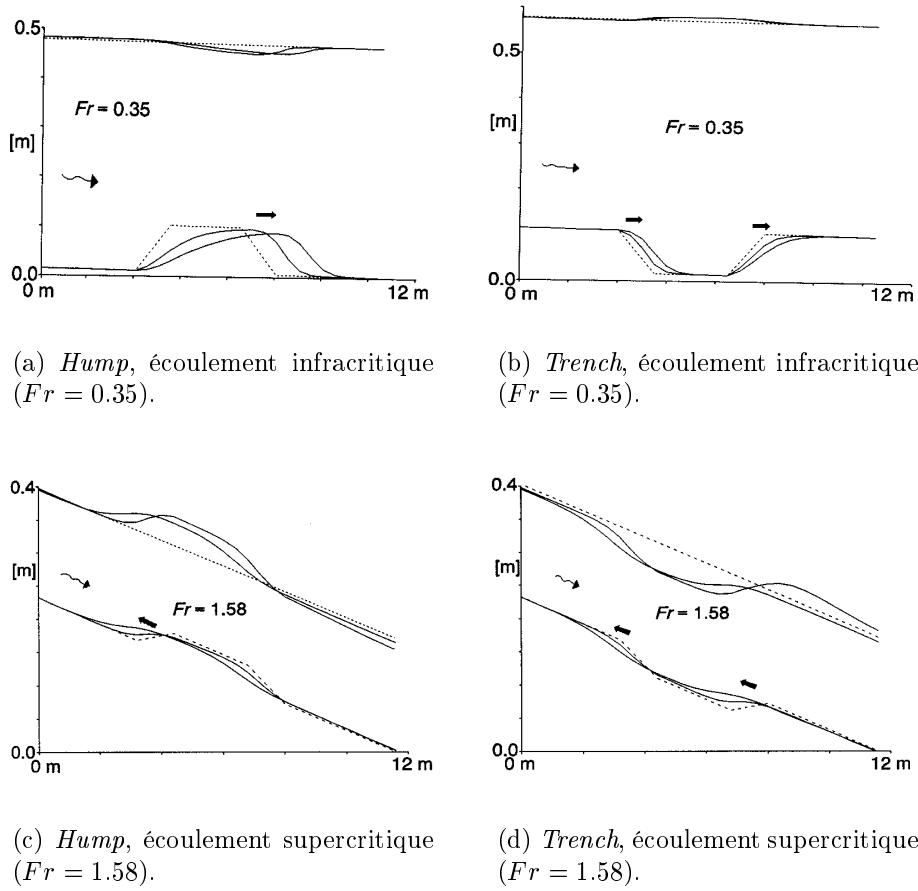 0.5
Fr = 0.35
[m]
0.0
0 m
12 m
0.5
Fr = 0.35
[m]
0.0
0 m
12 m
(a) Hump, écoulement infracritique
(Fr = 0.35).
(b) Trench, écoulement infracritique
(Fr = 0.35).
0.4
[m]
Fr = 1.58
0.0
0 m
12 m
0.4
[m]
Fr = 1.58
0.0
0 m
12 m
(c) Hump, écoulement supercritique
(Fr = 1.58).
(d) Trench, écoulement supercritique
(Fr = 1.58).